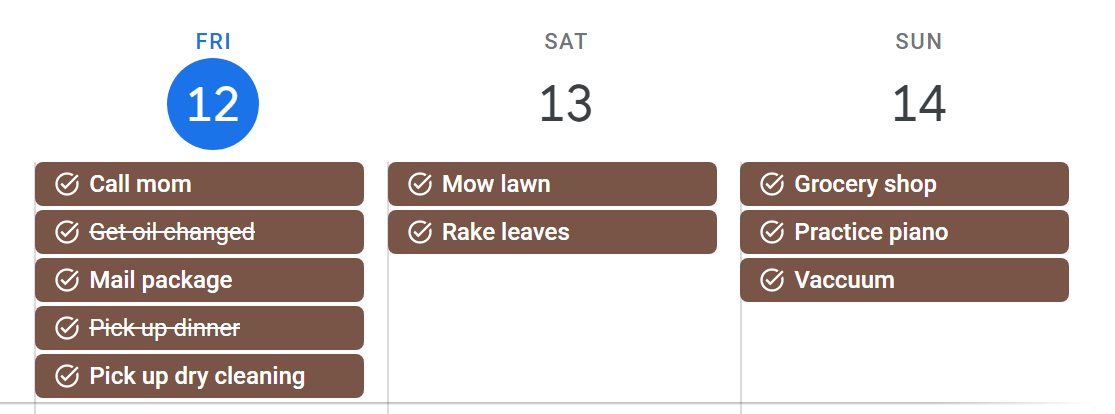 FRI
12
Call mom
Get oil changed
Mail package
Pick up dinner
Pick up dry cleaning
SAT
13
Mow lawn
Rake leaves
SUN
14
Grocery shop
Practice piano
Vaccuum